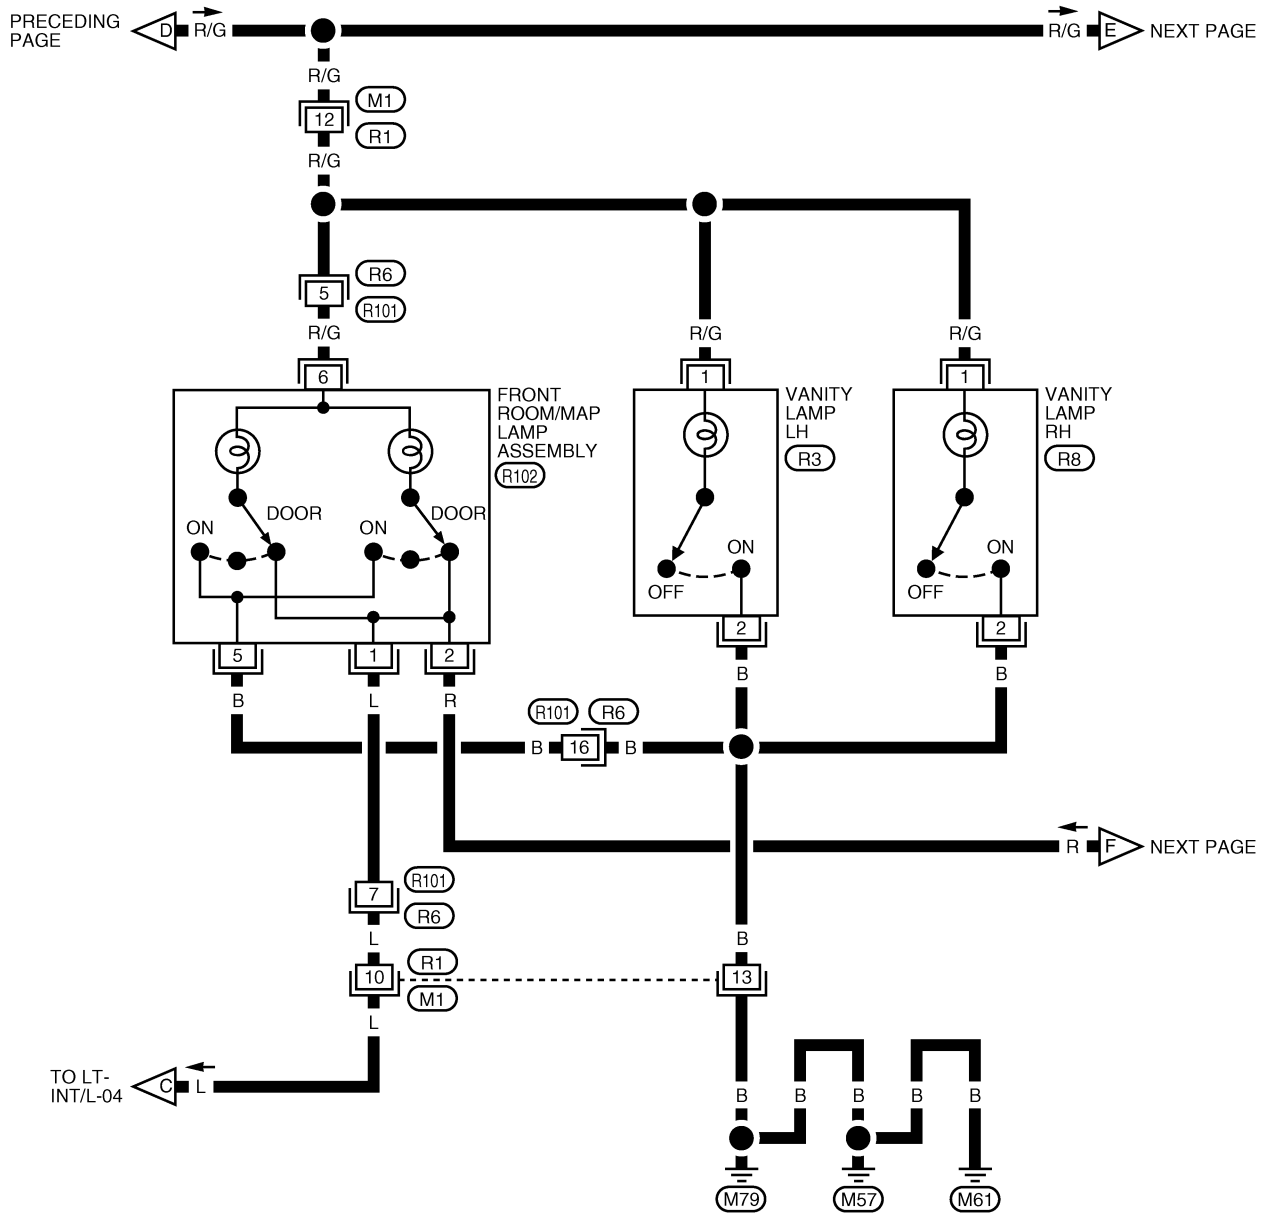 PRECEDING
PAGE
D
R/G
R/G
E
NEXT PAGE
R/G
M1
12
R1
R/G
R6
5
R101
R/G
R/G
R/G
6
1
1
FRONT
ROOM/MAP
LAMP
ASSEMBLY
R102
VANITY
LAMP
LH
R3
VANITY
LAMP
RH
R8
ON
DOOR
ON
DOOR
ON
OFF
ON
OFF
5
1
2
2
2
B
L
R
B
B
R101
R6
B
16
B
R
F
NEXT PAGE
7
R101
R6
L
B
R1
10
13
M1
L
TO LT-
INT/L-04
C
L
B
B
B
B
B
M79
M57
M61